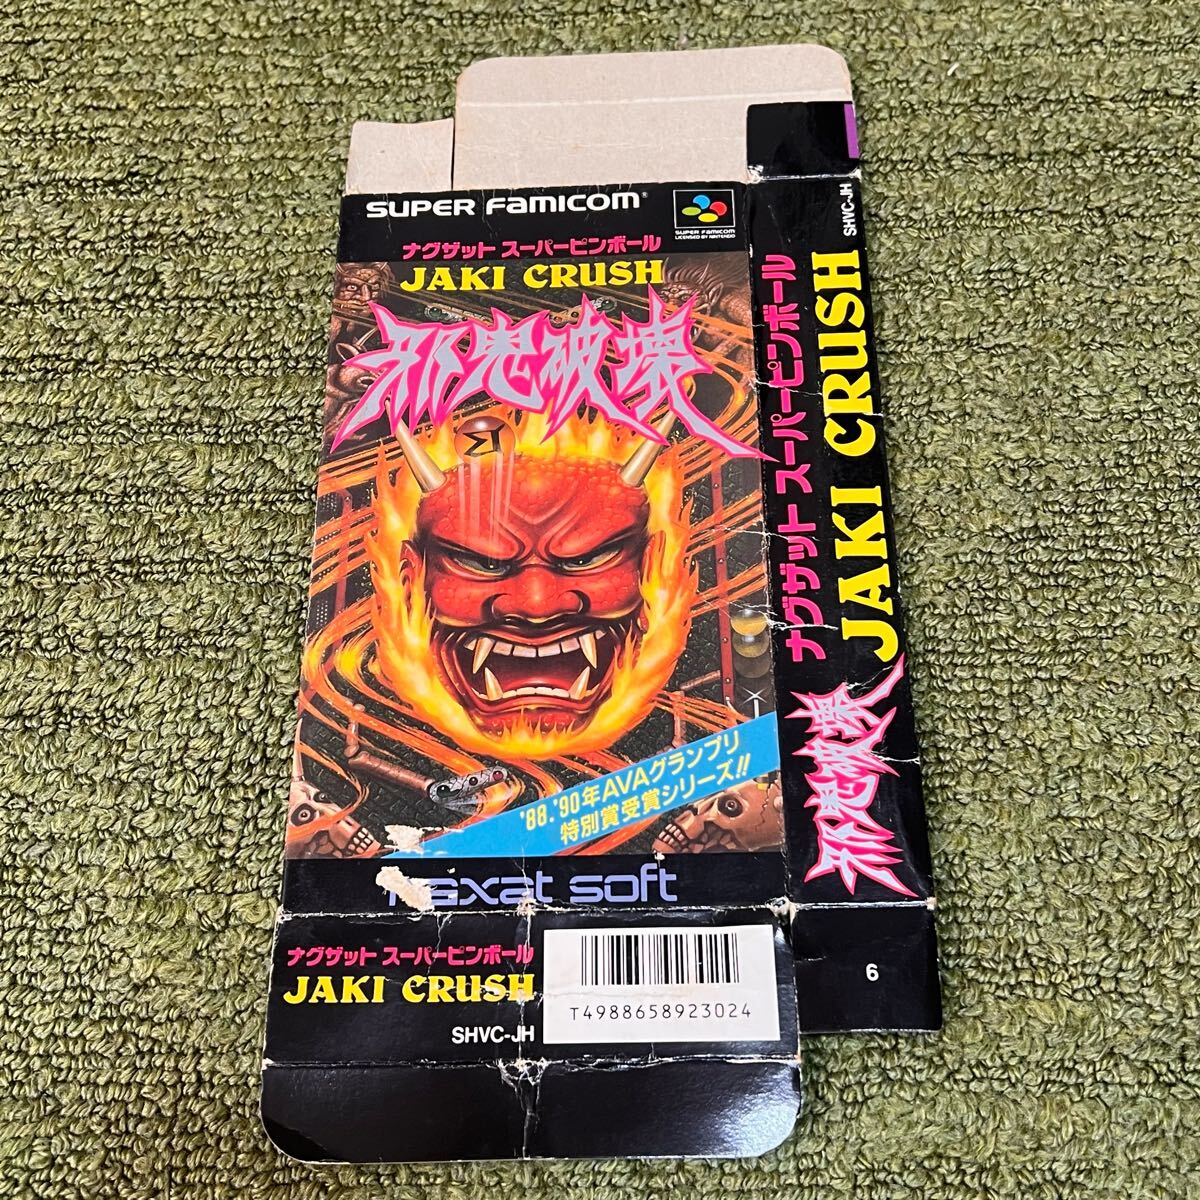 SUPER FAMICOM
SUPER FAMICOM
LICENSED BY NINTENDO
ナグザット スーパーピンボール
JAKI CRUSH
邪鬼破壊
'88.'90年AVAグランプリ
特別賞受賞シリーズ!!
naxat soft
ナグザット スーパーピンボール
JAKI CRUSH
SHVC-JH
T4988658923024
SHVC-JH
ナグザット スーパーピンボール
JAKI CRUSH
邪鬼破壊
6